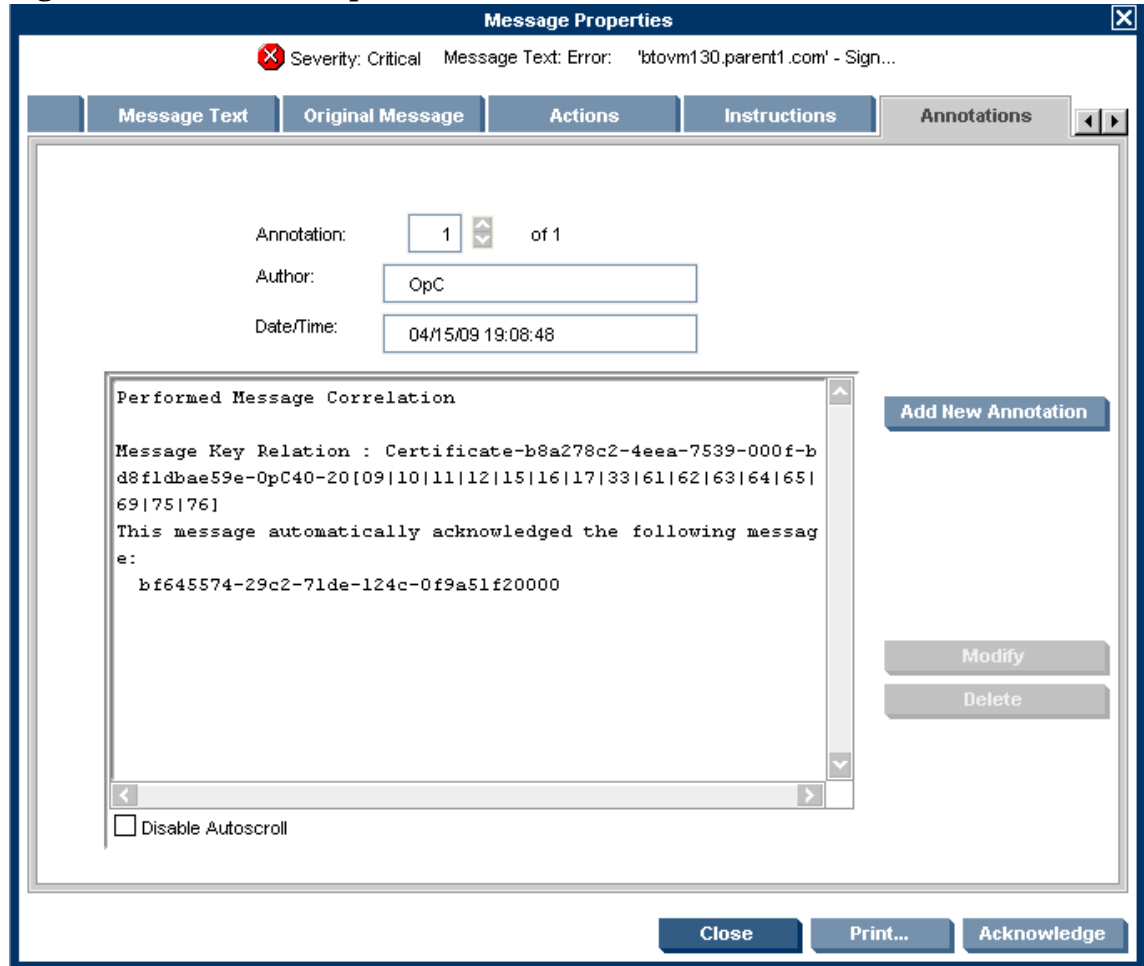 Message Properties
Severity: Critical Message Text: Error: 'btovm130.parent1.com' - Sign...
Message Text Original Message Actions Instructions Annotations
Annotation: 1 of 1
Author: OpC
Date/Time: 04/15/09 19:08:48
Performed Message Correlation
Message Key Relation : Certificate-b8a278c2-4eea-7539-000f-b
d8f1dbae59e-OpC40-20[09|10|11|12|15|16|17|33|61|62|63|64|65|
69|75|76]
This message automatically acknowledged the following messag
e:
bf645574-29c2-71de-124c-0f9a51f20000
Add New Annotation
Modify
Delete
Disable Autoscroll
Close Print... Acknowledge